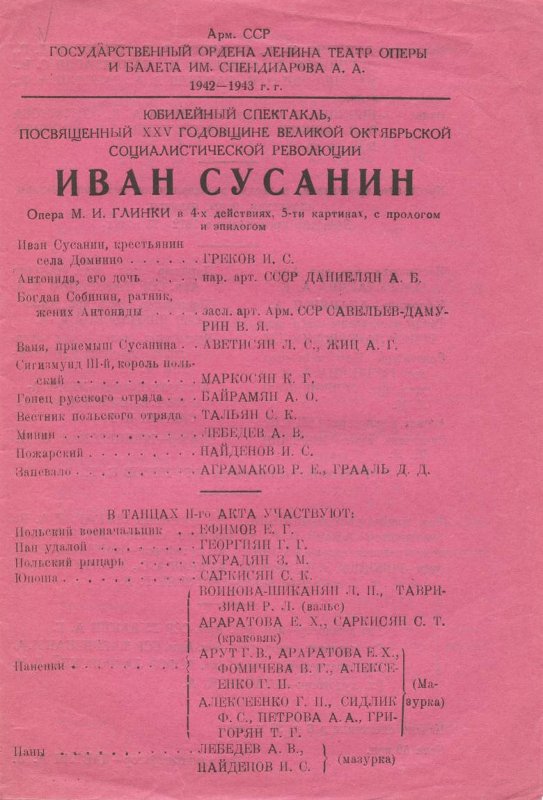 Арм. ССР
ГОСУДАРСТВЕННЫЙ ОРДЕНА ЛЕНИНА ТЕАТР ОПЕРЫ
И БАЛЕТА ИМ. СПЕНДИАРОВА А. А.
1942—1943 г. г.
ЮБИЛЕЙНЫЙ СПЕКТАКЛЬ,
ПОСВЯЩЕННЫЙ XXV ГОДОВЩИНЕ ВЕЛИКОЙ ОКТЯБРЬСКОЙ
СОЦИАЛИСТИЧЕСКОЙ РЕВОЛЮЦИИ
ИВАН СУСАНИН
Опера М. И. ГЛИНКИ в 4-х действиях, 5-ти картинах, с прологом
и эпилогом
Иван Сусанин, крестьянин
села Домнино . . . . . . ГРЕКОВ И. С.
Антонида, его дочь . . . . . нар. арт. СССР ДАНИЕЛЯН А. Б.
Богдан Собинин, ратник,
жених Антониды . . . . засл. арт. Арм. ССР САВЕЛЬЕВ-ДАМУ-
РИН В. Я.
Ваня, приемыш Сусанина . . АВЕТИСЯН Л. С., ЖИЦ А. Г.
Сигизмунд III-й, король поль-
ский . . . . . . . . . . МАРКОСЯН К. Г.
Гонец русского отряда . . . БАЙРАМЯН А. О.
Вестник польского отряда . ТАЛЬЯН С. К.
Минин . . . . . . . . . . ЛЕБЕДЕВ А. В.
Пожарский . . . . . . . . НАЙДЕНОВ И. С.
Запевало . . . . . . . . . АГРАМАКОВ Р. Е., ГРААЛЬ Д. Д.
В ТАНЦАХ II-го АКТА УЧАСТВУЮТ:
Польский военачальник . . ЕФИМОВ Е. Г.
Пан удалой . . . . . . . . ГЕОРГИЯН Г. Г.
Польский рыцарь . . . . . МУРАДЯН З. М.
Юноша . . . . . . . . . . САРКИСЯН С. К.
ВОИНОВА-ШИКАНЯН Л. П., ТАВРИ-
ЗИАН Р. Л. (вальс)
АРАРАТОВА Е. Х., САРКИСЯН С. Т.
(краковяк)
АРУТ Г. В., АРАРАТОВА Е. Х.,
Паненки . . . . . . . . . ФОМИЧЕВА В. Г., АЛЕКСЕ-
ЕНКО Г. П. (Ма-
АЛЕКСЕЕНКО Г. П., СИДЛИК зурка)
Ф. С., ПЕТРОВА А. А., ГРИ-
ГОРЯН Т. Г.
Паны . . . . . . . . . . ЛЕБЕДЕВ А. В.,
НАЙДЕНОВ И. С. (мазурка)